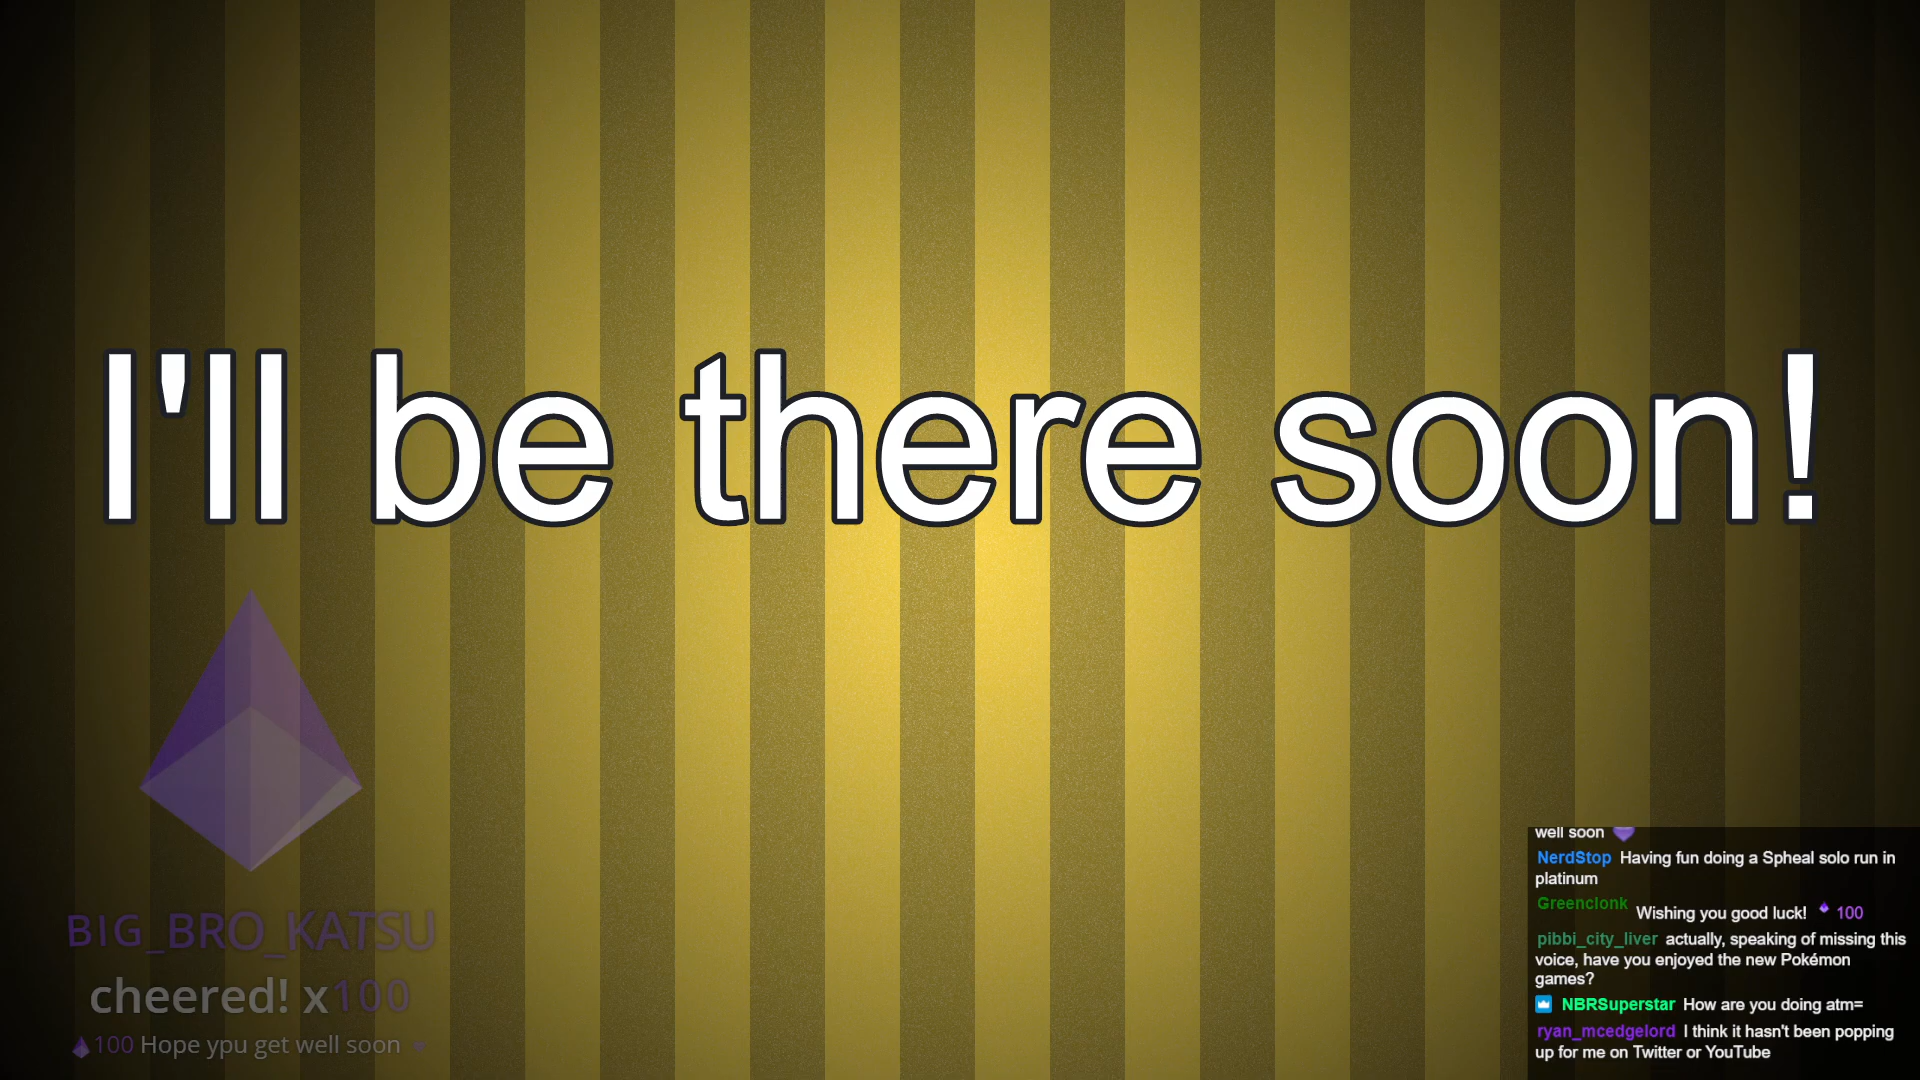 I'll be there soon!
BIG_BRO_KATSU
cheered! x100
100 Hope ypu get well soon
well soon
NerdStop Having fun doing a Spheal solo run in
platinum
Greenclonk Wishing you good luck! 100
pibbi_city_liver actually, speaking of missing this
voice, have you enjoyed the new Pokémon
games?
NBRSuperstar How are you doing atm=
ryan_mcedgelord I think it hasn't been popping
up for me on Twitter or YouTube